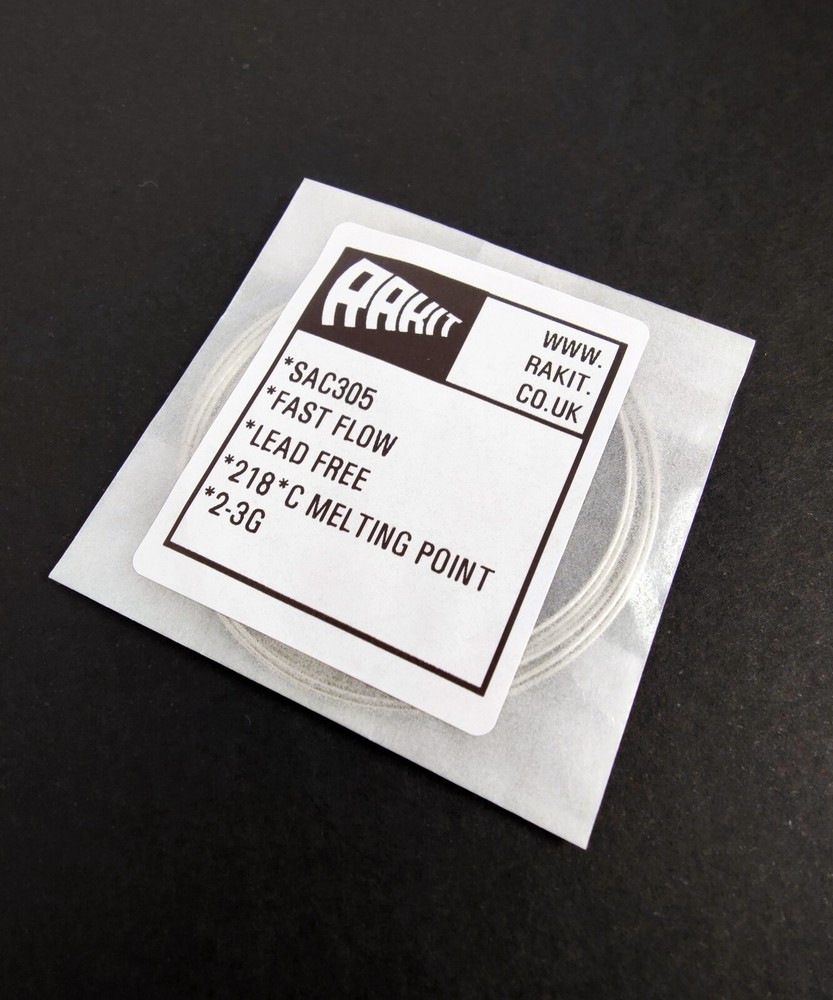 RAKIT
WWW.
RAKIT.
CO.UK
*SAC305
*FAST FLOW
*LEAD FREE
*218*C MELTING POINT
*2-3G